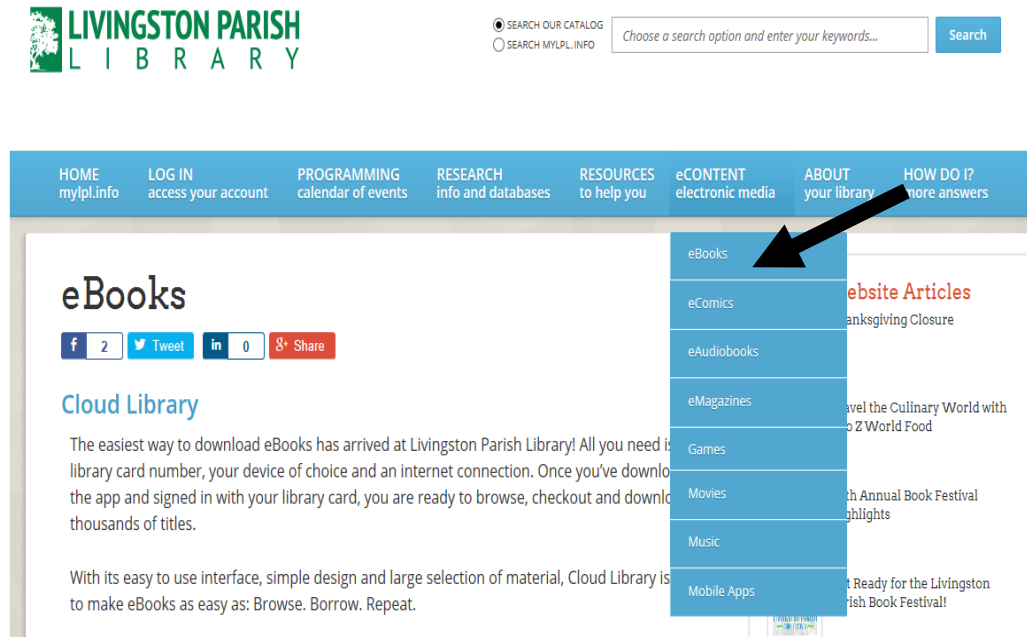 LIVINGSTON PARISH
LIBRARY
SEARCH OUR CATALOG
SEARCH MYLPL.INFO
Choose a search option and enter your keywords...
Search
HOME
mylpl.info
LOG IN
access your account
PROGRAMMING
calendar of events
RESEARCH
info and databases
RESOURCES
to help you
eCONTENT
electronic media
ABOUT
your library
HOW DO I?
more answers
eBooks
eComics
eAudiobooks
eMagazines
Games
Movies
Music
Mobile Apps
eBooks
f 2
Tweet
in 0
8+ Share
Cloud Library
The easiest way to download eBooks has arrived at Livingston Parish Library! All you need
library card number, your device of choice and an internet connection. Once you've
the app and signed in with your library card, you are ready to browse, checkout and
thousands of titles.
With its easy to use interface, simple design and large selection of material, Cloud Library is
to make eBooks as easy as: Browse. Borrow. Repeat.
Articles
Closure
the Culinary World with
Z World Food
Annual Book Festival
Ready for the Livingston
Book Festival!